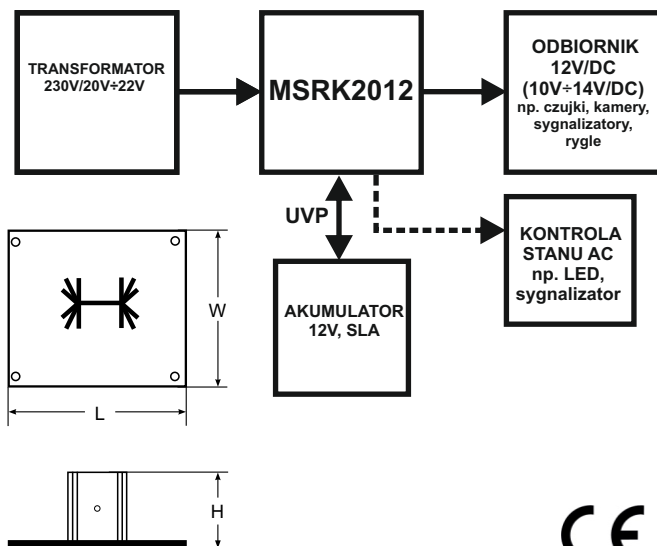 TRANSFORMATOR
230V/20V÷22V
MSRK2012
ODBIORNIK
12V/DC
(10V÷14V/DC)
np. czujki, kamery,
sygnalizatory,
rygle
UVP
KONTROLA
STANU AC
np. LED,
sygnalizator
AKUMULATOR
12V, SLA
W
L
H
CE